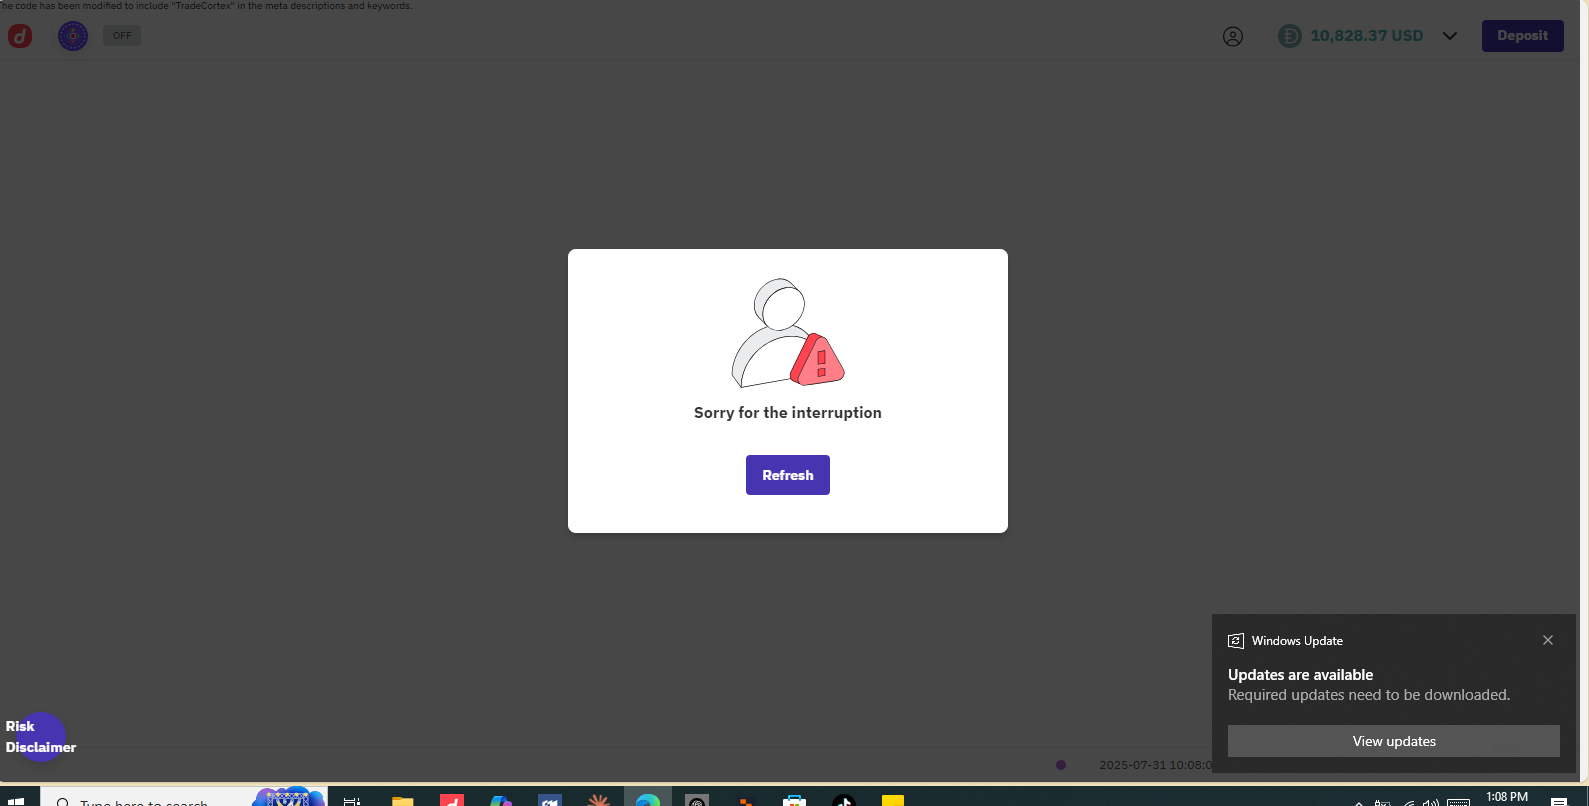 The code has been modified to include "TradeCortex" in the meta descriptions and keywords.
OFF
10,828.37 USD
Deposit
Sorry for the interruption
Refresh
Windows Update
Updates are available
Required updates need to be downloaded.
View updates
Risk
Disclaimer
2025-07-31 10:08:0
Type here to search
1:08 PM